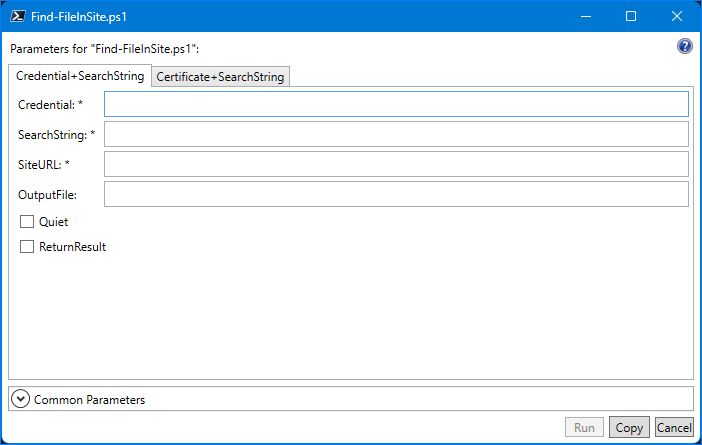 Find-FileInSite.ps1
Parameters for "Find-FileInSite.ps1":
Credential+SearchString Certificate+SearchString
Credential: *
SearchString: *
SiteURL: *
OutputFile:
Quiet
ReturnResult
Common Parameters
Run Copy Cancel